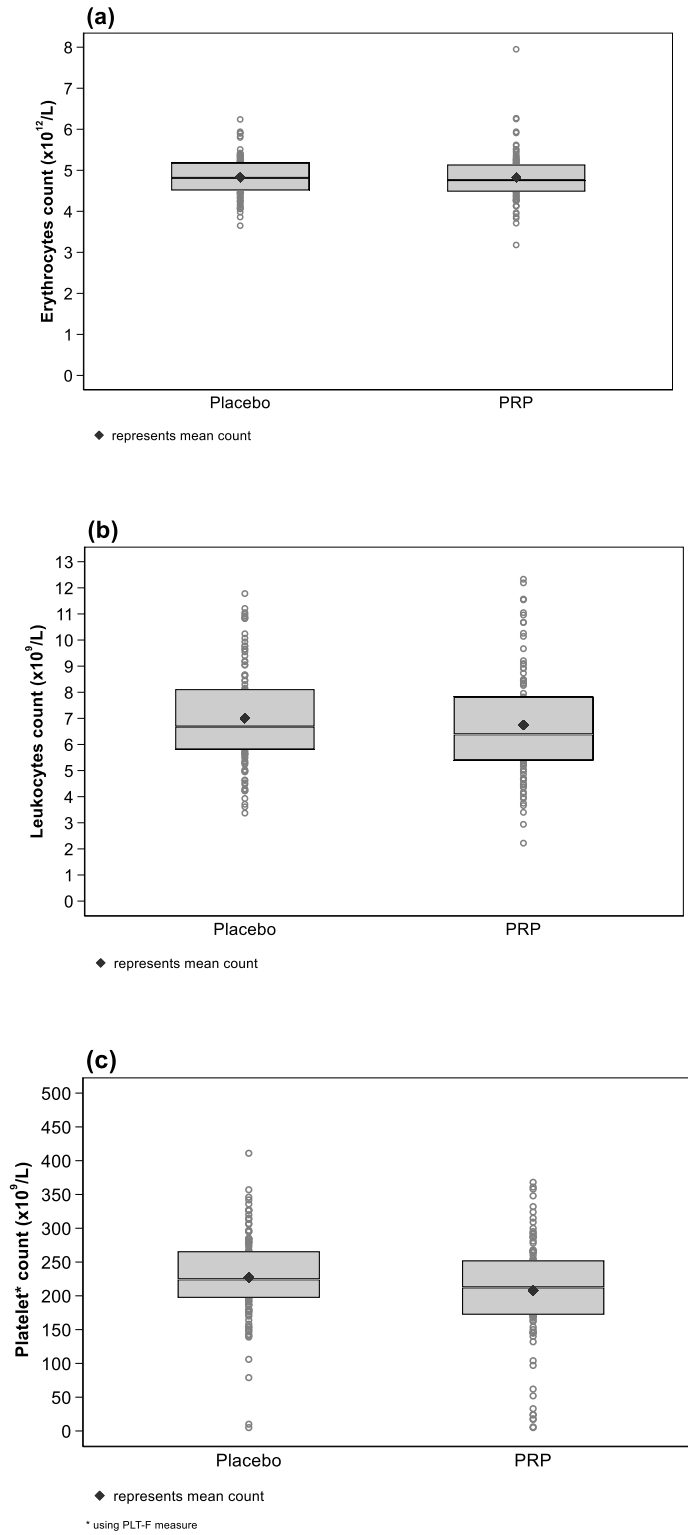 (a)
Erythrocytes count (x10¹²/L)
8
7
6
5
4
3
2
1
0
Placebo PRP
◆ represents mean count
(b)
Leukocytes count (x10⁹/L)
13
12
11
10
9
8
7
6
5
4
3
2
1
0
Placebo PRP
◆ represents mean count
(c)
Platelet* count (x10⁹/L)
500
450
400
350
300
250
200
150
100
50
0
Placebo PRP
◆ represents mean count
* using PLT-F measure